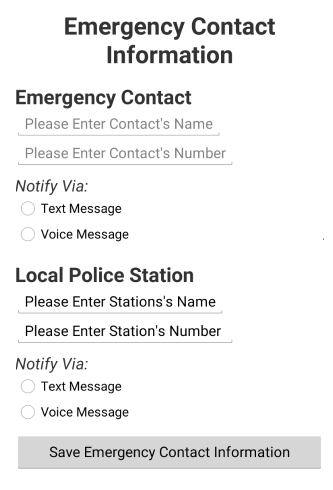 Emergency Contact
Information
Emergency Contact
Please Enter Contact's Name
Please Enter Contact's Number
Notify Via:
Text Message
Voice Message
Local Police Station
Please Enter Stations's Name
Please Enter Station's Number
Notify Via:
Text Message
Voice Message
Save Emergency Contact Information